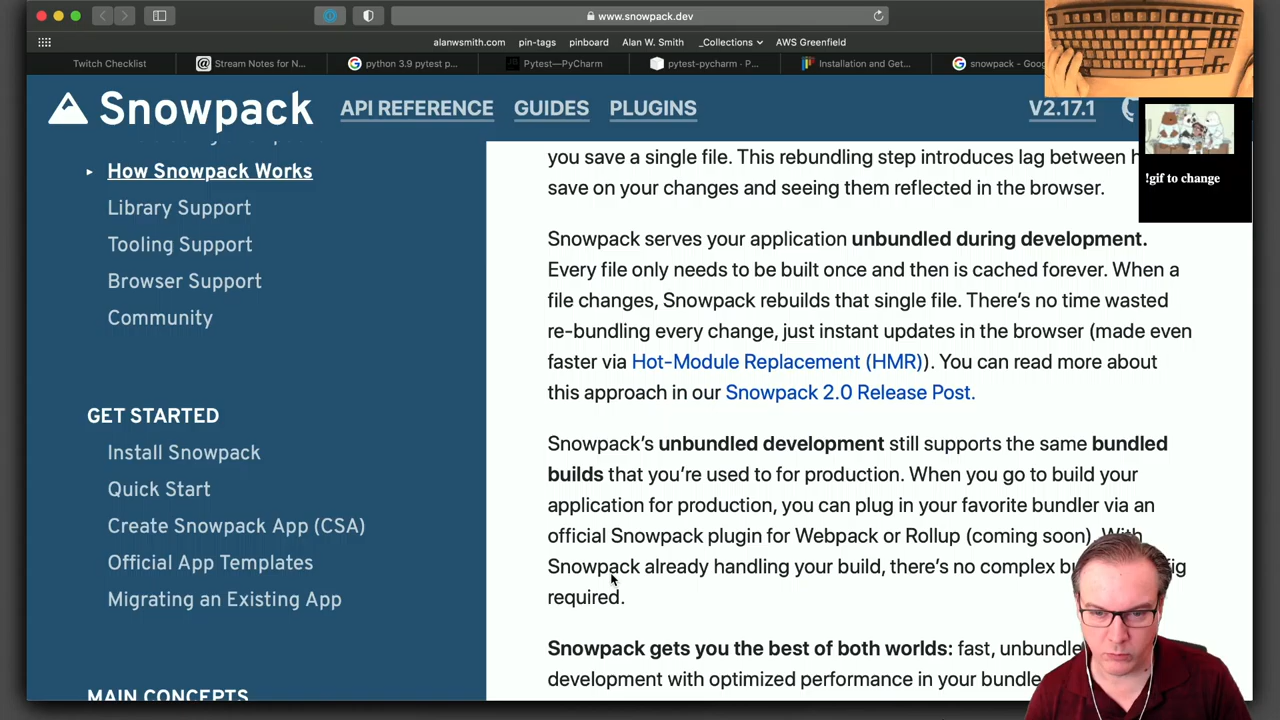 www.snowpack.dev
alanwsmith.com pin-tags pinboard Alan W. Smith _Collections AWS Greenfield
Twitch Checklist Stream Notes for N... python 3.9 pytest p... Pytest—PyCharm pytest-pycharm · P... Installation and Get... snowpack - Goo
Snowpack API REFERENCE GUIDES PLUGINS V2.17.1
!gif to change
How Snowpack Works
Library Support
Tooling Support
Browser Support
Community
GET STARTED
Install Snowpack
Quick Start
Create Snowpack App (CSA)
Official App Templates
Migrating an Existing App
MAIN CONCEPTS
you save a single file. This rebundling step introduces lag between h
save on your changes and seeing them reflected in the browser.
Snowpack serves your application unbundled during development.
Every file only needs to be built once and then is cached forever. When a
file changes, Snowpack rebuilds that single file. There's no time wasted
re-bundling every change, just instant updates in the browser (made even
faster via Hot-Module Replacement (HMR)). You can read more about
this approach in our Snowpack 2.0 Release Post.
Snowpack's unbundled development still supports the same bundled
builds that you're used to for production. When you go to build your
application for production, you can plug in your favorite bundler via an
official Snowpack plugin for Webpack or Rollup (coming soon). With
Snowpack already handling your build, there's no complex
required.
Snowpack gets you the best of both worlds: fast, unbundle
development with optimized performance in your bundle